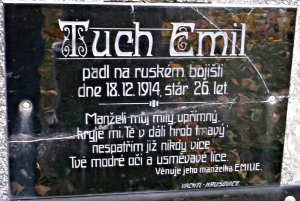 Tuch Emil
padl na ruském bojišti
dne 18.12.1914, stár 26 let.
Manželi můj milý, upřímný,
kryje mi Tě v dáli hrob tmavý
nespatřím již nikdy více
Tvé modré oči a usměvavé líce.
Věnuje jeho manželka EMILIE.